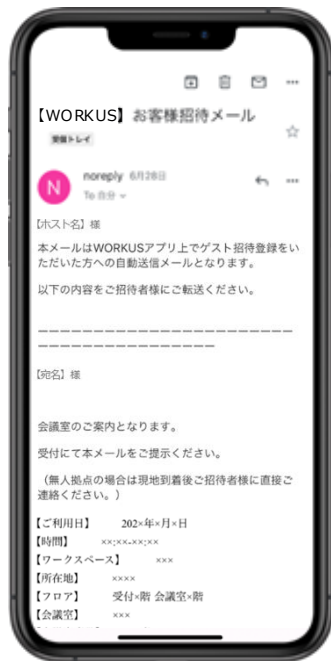 【WORKUS】お客様招待メール
受信トレイ
N
noreply 6月28日
To 自分
【ホスト名】様
本メールはWORKUSアプリ上でゲスト招待登録をい
ただいた方への自動送信メールとなります。
以下の内容をご招待者様にご転送ください。
ーーーーーーーーーーーーーーーーーーーーーーー
ーーーーーーーーーーーーーーーー
【宛名】様
会議室のご案内となります。
受付にて本メールをご提示ください。
（無人拠点の場合は現地到着後ご招待者様に直接ご
連絡ください。）
【ご利用日】 202×年×月×日
【時間】 ××:××-××:××
【ワークスペース】 ×××
【所在地】 ××××
【フロア】 受付×階 会議室×階
【会議室】 ×××